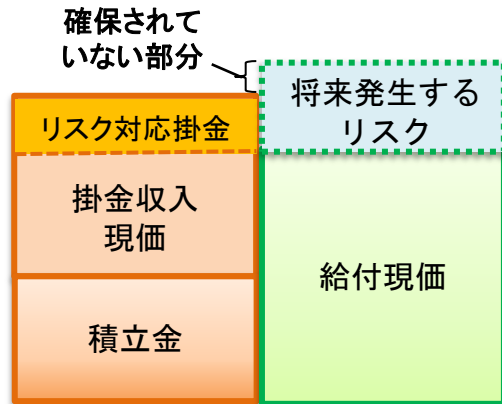 確保されて
いない部分
リスク対応掛金
掛金収入
現価
積立金
将来発生する
リスク
給付現価